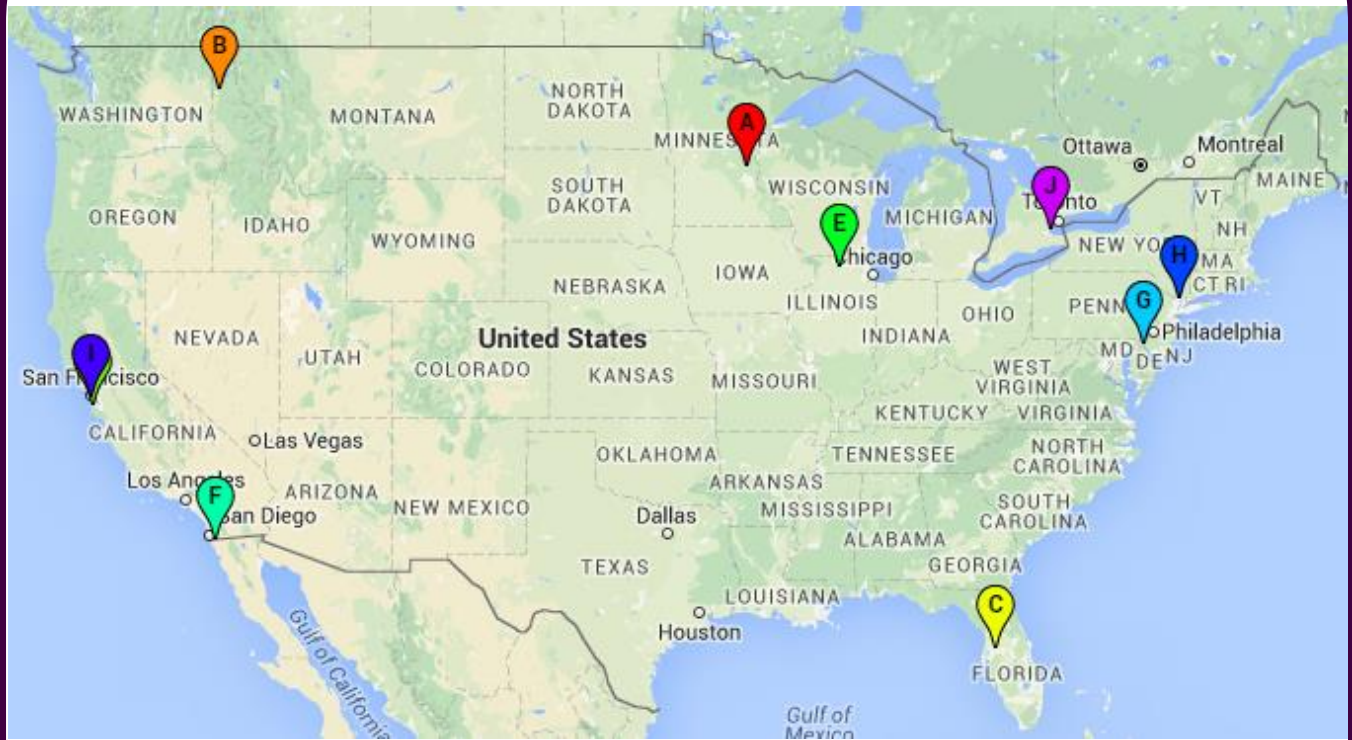 B
NORTH
DAKOTA
WASHINGTON
MONTANA
A
MINNESOTA
Ottawa
Montreal
MAINE
SOUTH
DAKOTA
WISCONSIN
J
Toronto
VT
OREGON
IDAHO
WYOMING
E
MICHIGAN
NH
NEW YO
MA
H
Chicago
IOWA
CT
RI
NEBRASKA
ILLINOIS
G
PENN
OHIO
NEVADA
United States
INDIANA
Philadelphia
UTAH
COLORADO
KANSAS
MISSOURI
MD
DE
NJ
WEST
VIRGINIA
I
San Francisco
KENTUCKY
VIRGINIA
CALIFORNIA
Las Vegas
OKLAHOMA
TENNESSEE
NORTH
CAROLINA
Los Angeles
ARIZONA
NEW MEXICO
ARKANSAS
F
San Diego
Dallas
MISSISSIPPI
SOUTH
CAROLINA
ALABAMA
TEXAS
GEORGIA
LOUISIANA
C
Houston
Gulf of California
FLORIDA
Gulf of
Mexico